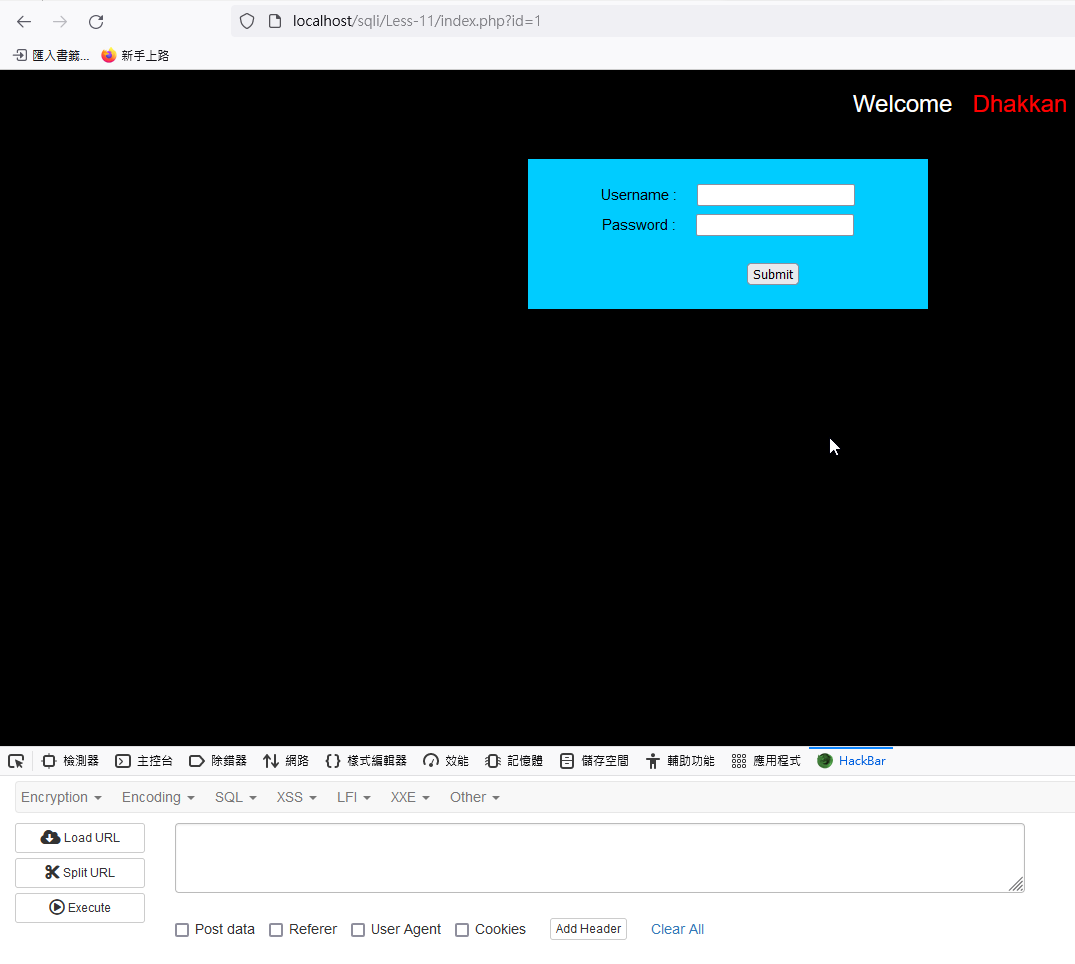 localhost/sqli/Less-11/index.php?id=1
匯入書籤... 新手上路
Welcome Dhakkan
Username :
Password :
Submit
檢測器 主控台 除錯器 網路 樣式編輯器 效能 記憶體 儲存空間 輔助功能 應用程式 HackBar
Encryption Encoding SQL XSS LFI XXE Other
Load URL
Split URL
Execute
Post data Referer User Agent Cookies Add Header Clear All